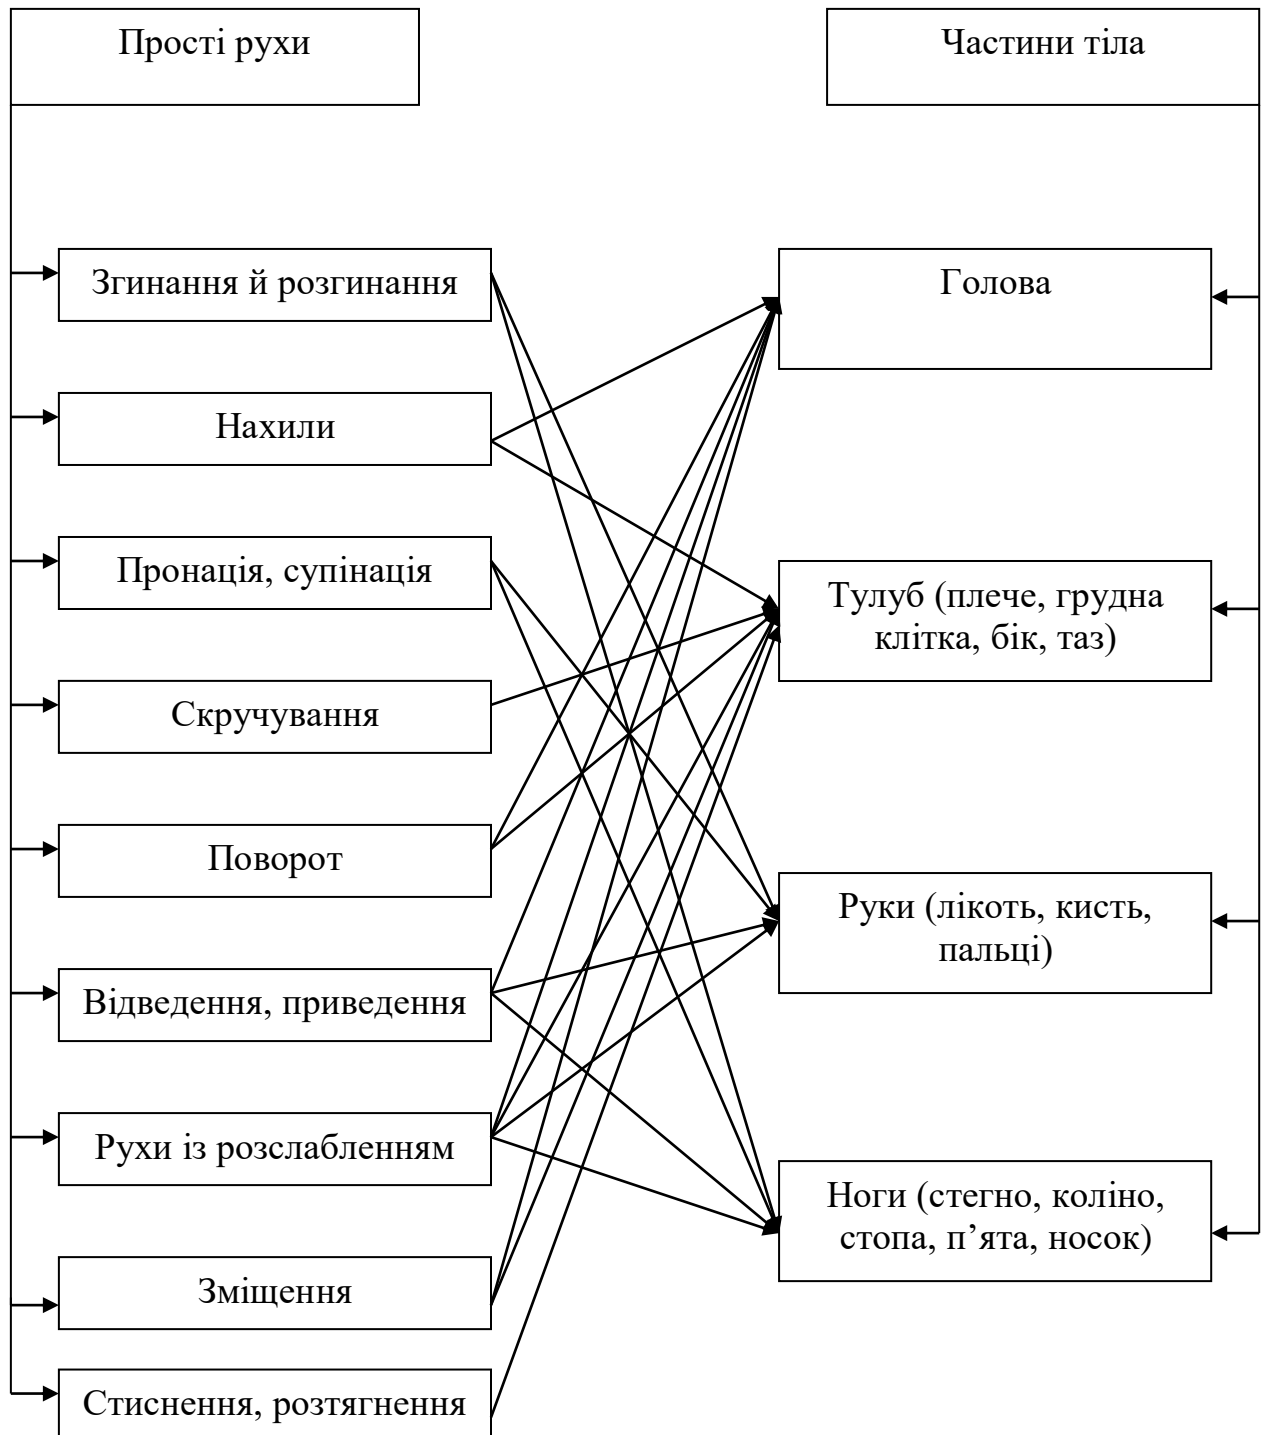 Прості рухи
Частини тіла
Згинання й розгинання
Нахили
Пронація, супінація
Скручування
Поворот
Відведення, приведення
Рухи із розслабленням
Зміщення
Стиснення, розтягнення
Голова
Тулуб (плече, грудна
клітка, бік, таз)
Руки (лікоть, кисть,
пальці)
Ноги (стегно, коліно,
стопа, п’ята, носок)